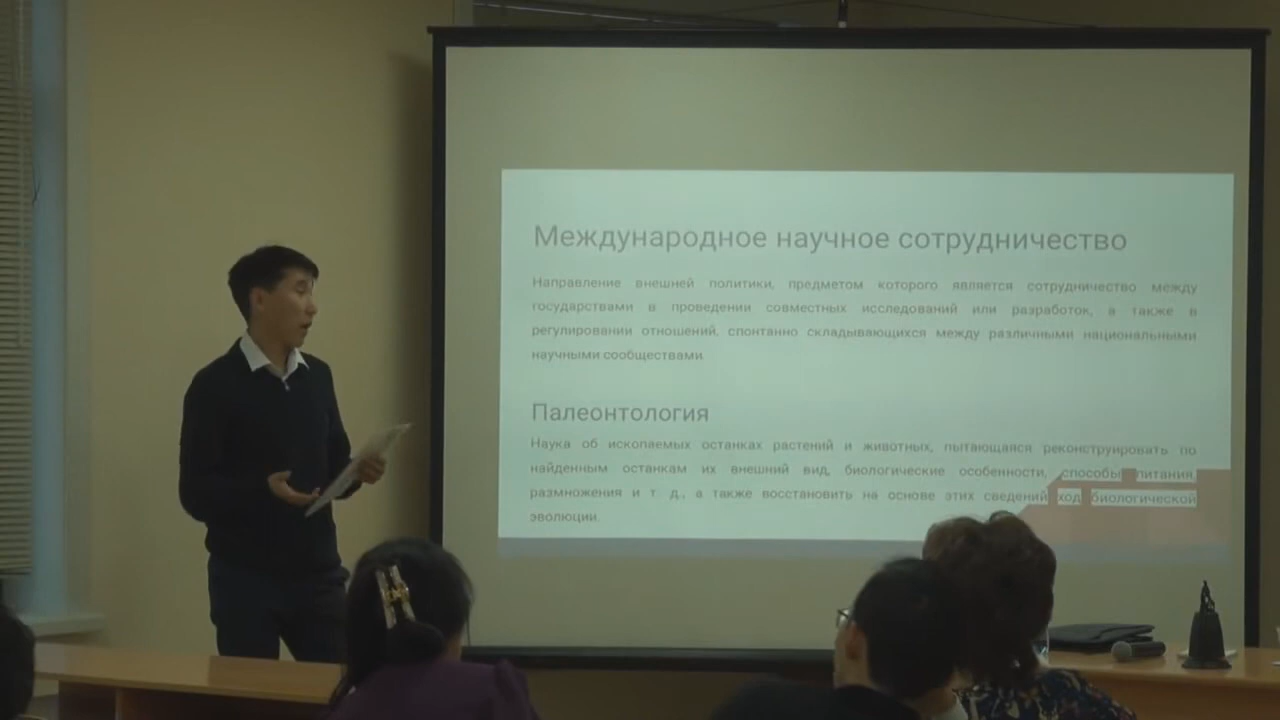 Международное научное сотрудничество
Направление внешней политики, предметом которого является сотрудничество между
государствами в проведении совместных исследований или разработок, а также в
регулировании отношений, спонтанно складывающихся между различными национальными
научными сообществами.
Палеонтология
Наука об ископаемых останках растений и животных, пытающаяся реконструировать по
найденным останкам их внешний вид, биологические особенности, способы питания,
размножения и т. д., а также восстановить на основе этих сведений ход биологической
эволюции.